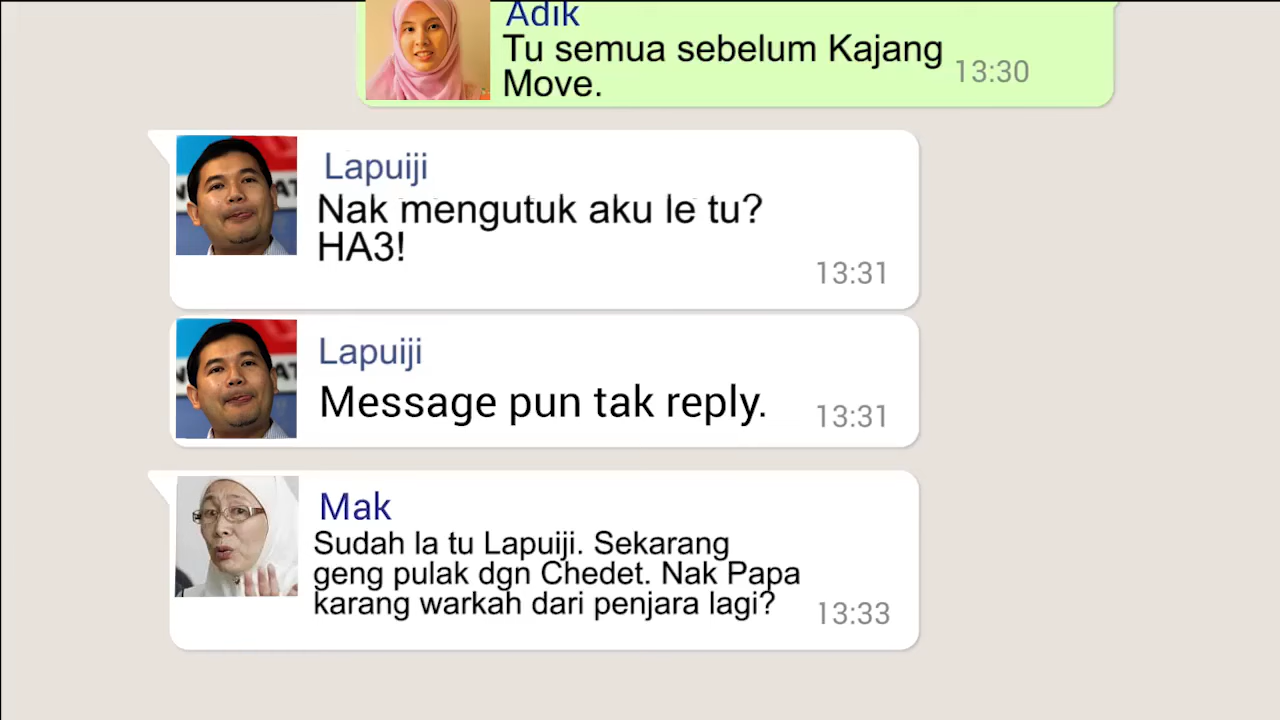 Adik
Tu semua sebelum Kajang
Move.
13:30
Lapuiji
Nak mengutuk aku le tu?
HA3!
13:31
Lapuiji
Message pun tak reply.
13:31
Mak
Sudah la tu Lapuiji. Sekarang
geng pulak dgn Chedet. Nak Papa
karang warkah dari penjara lagi?
13:33